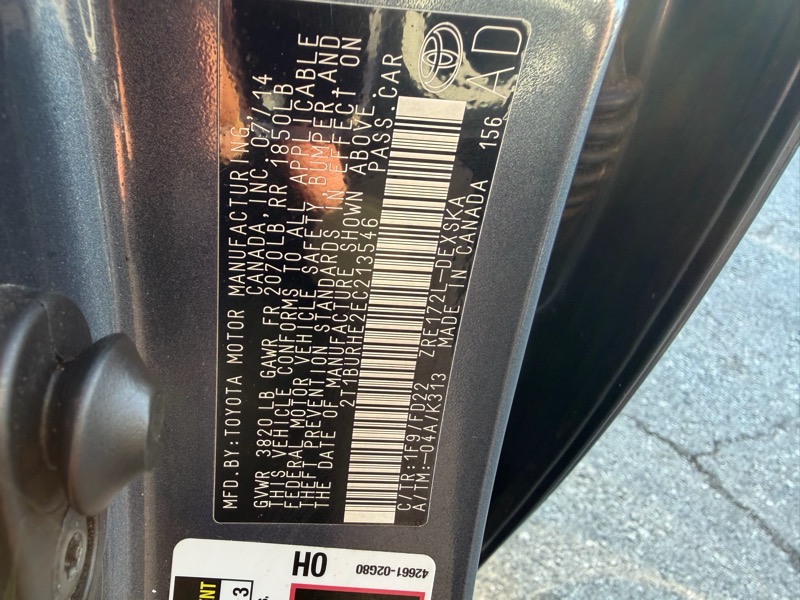 MFD.BY:TOYOTA MOTOR MANUFACTURING,
CANADA, INC.07/14
GVWR 3820LB GAWR FR 2070LB RR 1850LB
THIS VEHICLE CONFORMS TO ALL APPLICABLE
FEDERAL MOTOR VEHICLE SAFETY, BUMPER,AND
THEFT PREVENTION STANDARDS IN EFFECT ON
THE DATE OF MANUFACTURE SHOWN ABOVE.
2T1BURHE2EC213546 PASS.CAR
C/TR:1F9/FD22 ZRE172L-DEXSKA
A/TM:-04A/K313 MADE IN CANADA 156
AD
0H
42661-02G80
3